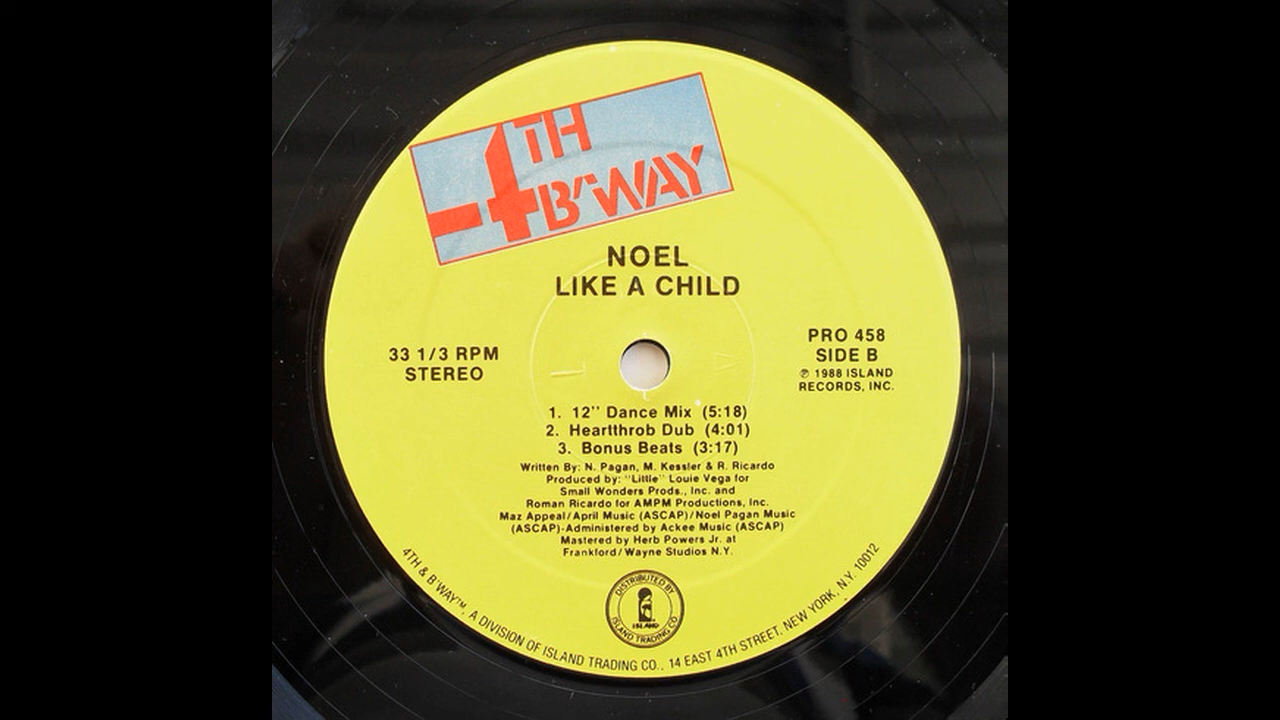 4TH
B'WAY
NOEL
LIKE A CHILD
33 1/3 RPM
STEREO
PRO 458
SIDE B
℗ 1988 ISLAND
RECORDS, INC.
1. 12" Dance Mix (5:18)
2. Heartthrob Dub (4:01)
3. Bonus Beats (3:17)
Written By: N. Pagan, M. Kessler & R. Ricardo
Produced by: "Little" Louie Vega for
Small Wonders Prods., Inc. and
Roman Ricardo for AMPM Productions, Inc.
Maz Appeal/April Music (ASCAP)/Noel Pagan Music
(ASCAP)-Administered by Ackee Music (ASCAP)
Mastered by Herb Powers Jr. at
Frankford/Wayne Studios N.Y.
DISTRIBUTED BY
ISLAND
ISLAND TRADING CO
4TH & B'WAY™, A DIVISION OF ISLAND TRADING CO., 14 EAST 4TH STREET, NEW YORK, N.Y. 10012